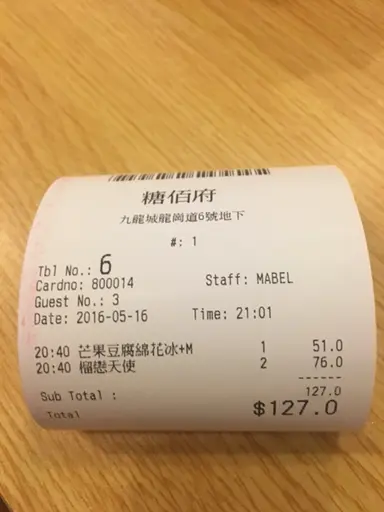 糖佰府
九龍城龍崗道6號地下
#: 1
Tbl No.: 6
Cardno: 800014 Staff: MABEL
Guest No.: 3
Date: 2016-05-16 Time: 21:01
20:40 芒果豆腐綿花冰+M 1 51.0
20:40 榴戀天使 2 76.0
------
Sub Total : 127.0
Total $127.0